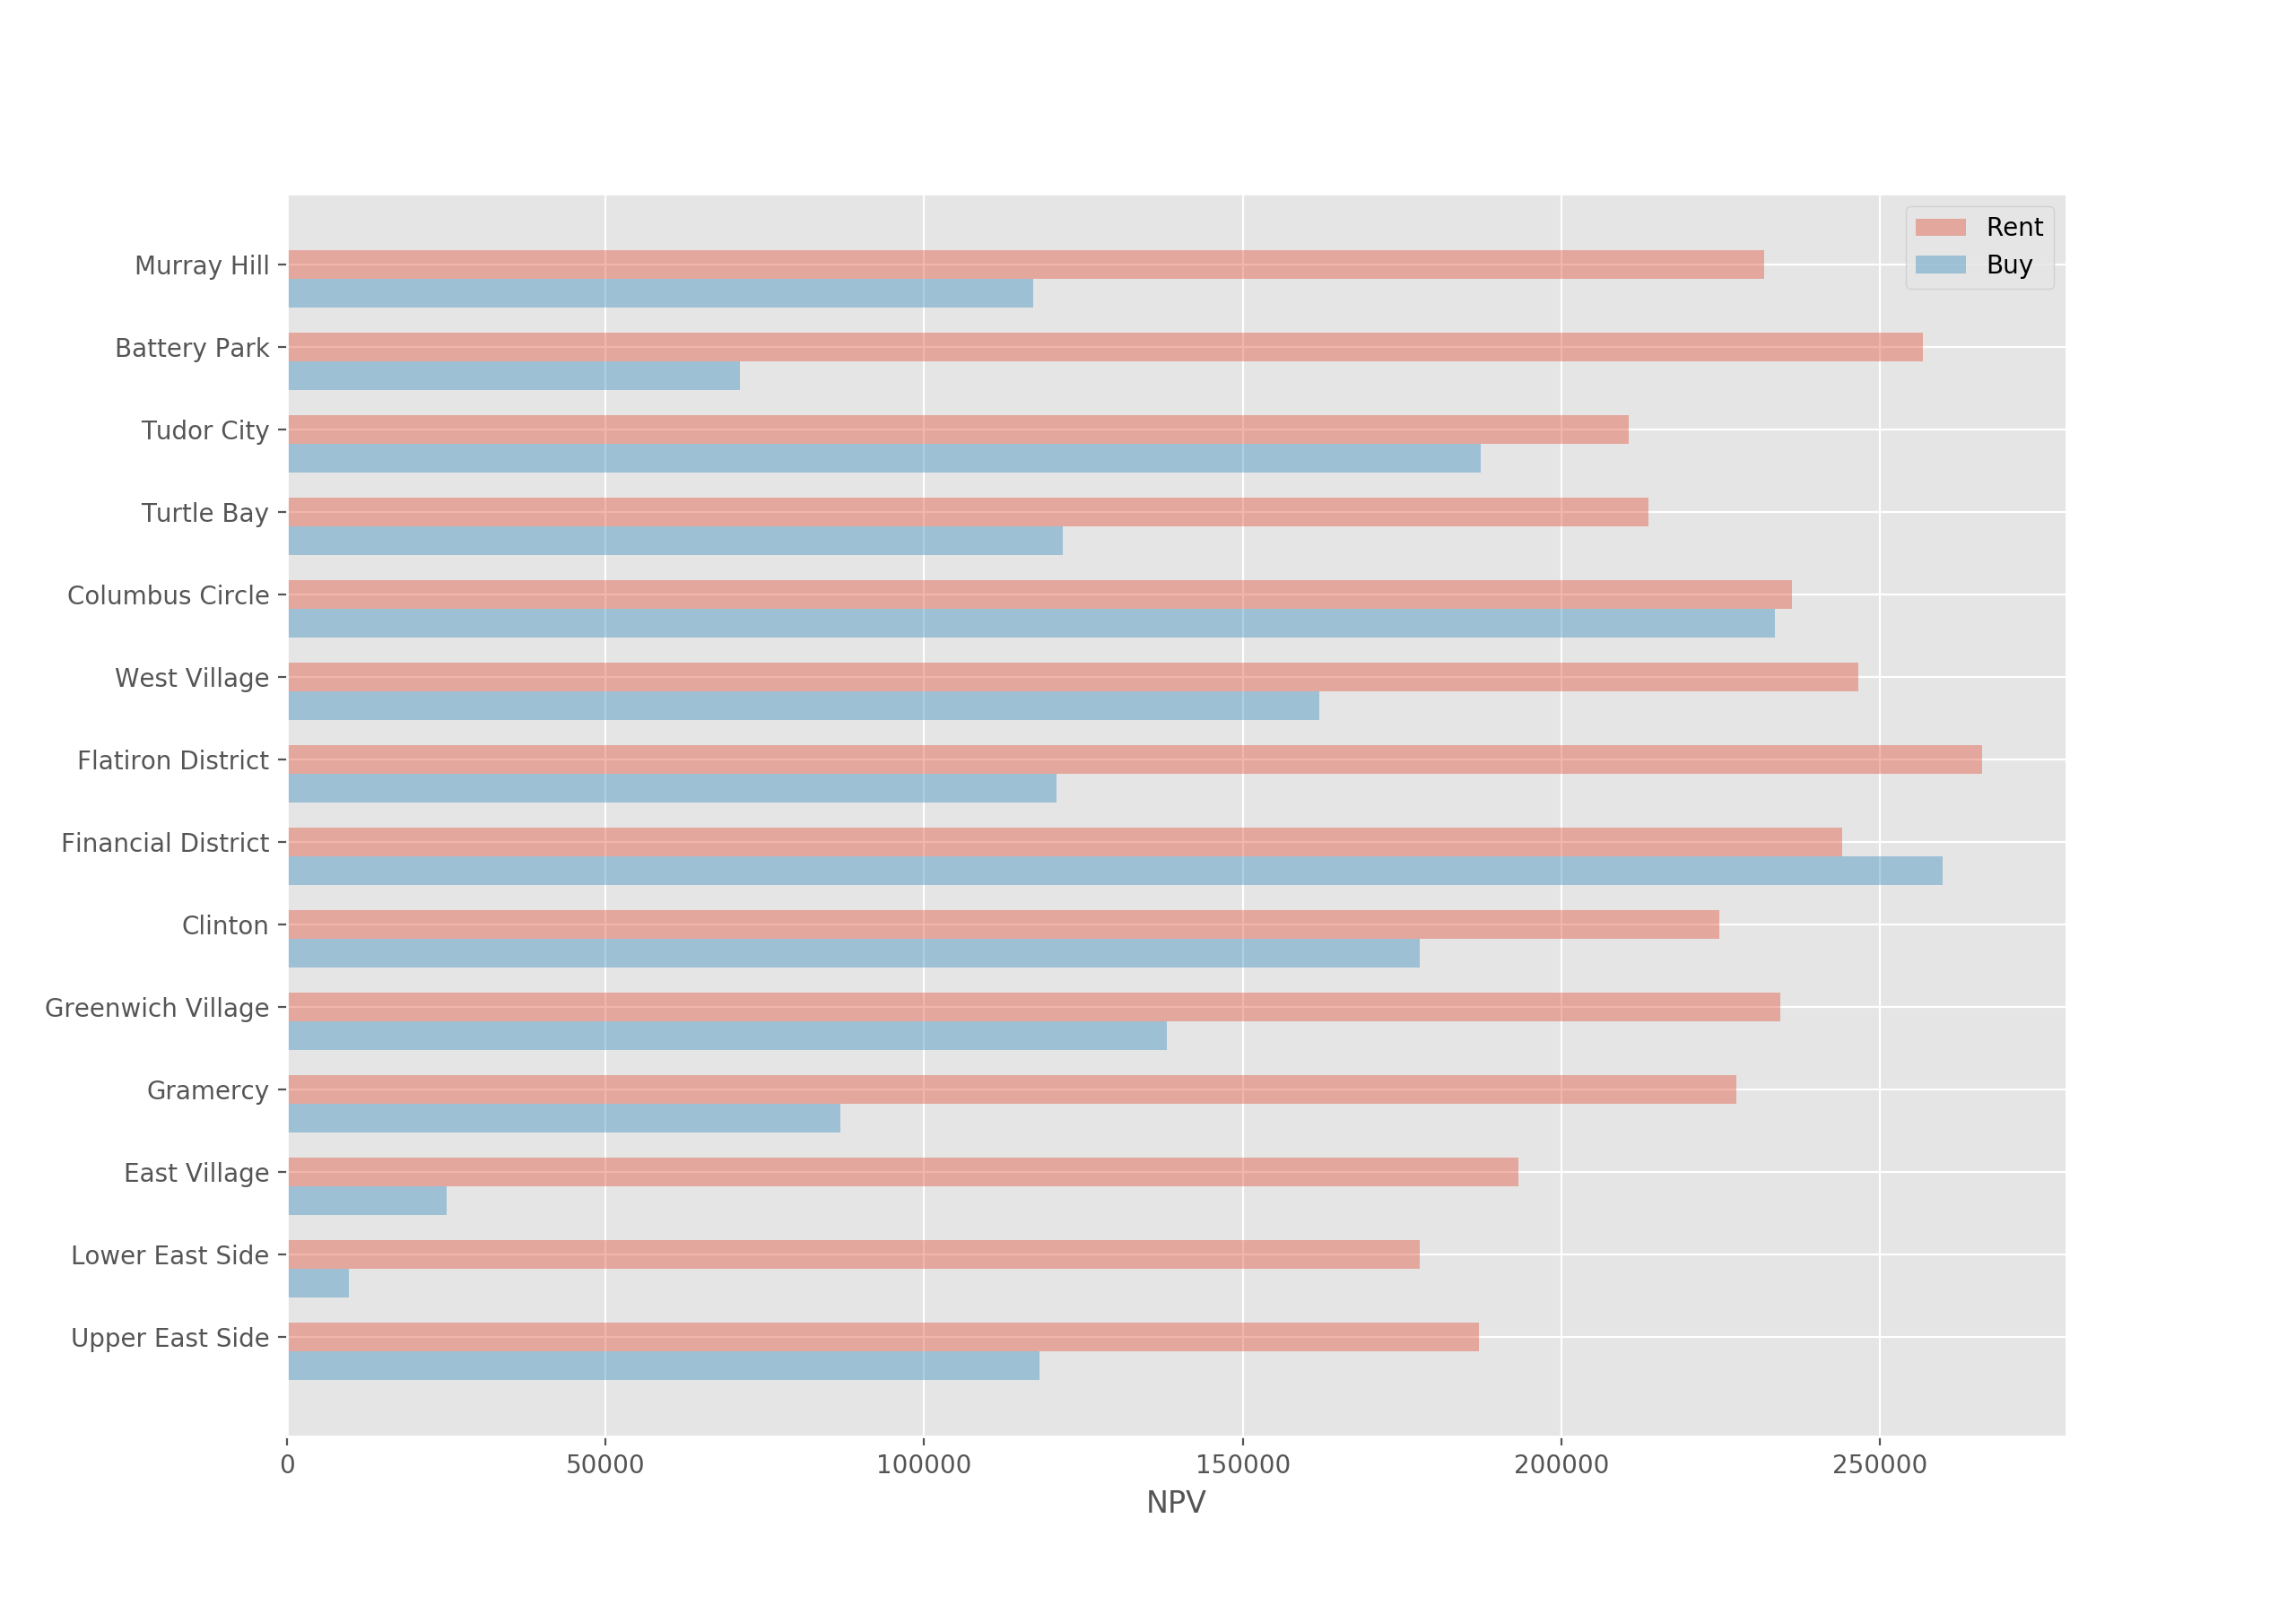 Rent
Buy
Murray Hill
Battery Park
Tudor City
Turtle Bay
Columbus Circle
West Village
Flatiron District
Financial District
Clinton
Greenwich Village
Gramercy
East Village
Lower East Side
Upper East Side
0 50000 100000 150000 200000 250000
NPV